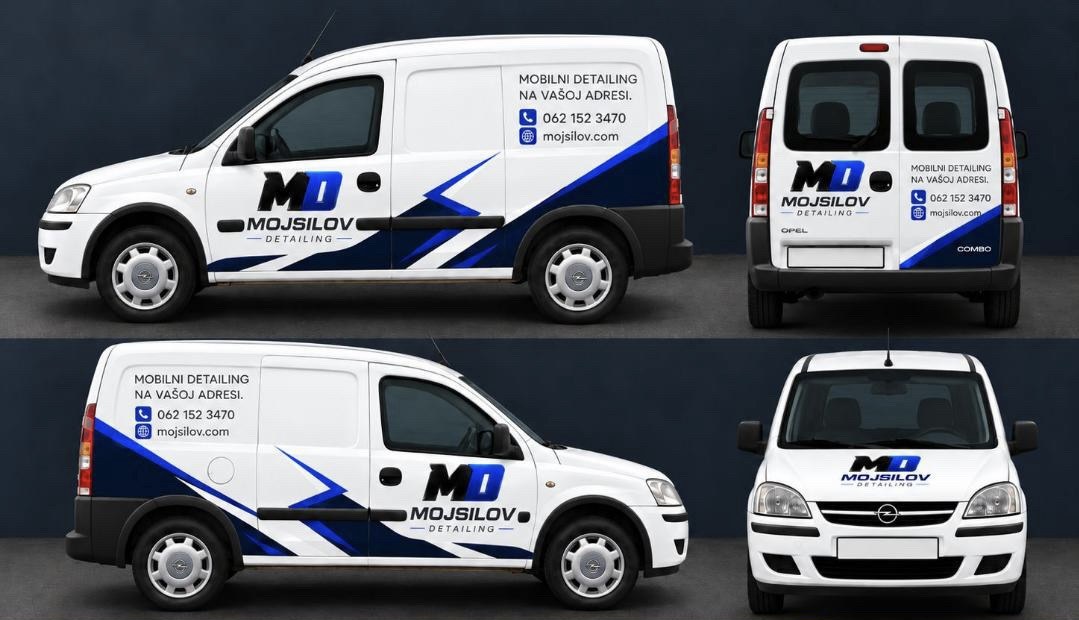 MOBILNI DETAILING
NA VAŠOJ ADRESI.
062 152 3470
mojsilov.com
MD
MOJSILOV
DETAILING
MD
MOJSILOV
DETAILING
MOBILNI DETAILING
NA VAŠOJ ADRESI.
062 152 3470
mojsilov.com
OPEL
COMBO
MOBILNI DETAILING
NA VAŠOJ ADRESI.
062 152 3470
mojsilov.com
MD
MOJSILOV
DETAILING
MD
MOJSILOV
DETAILING